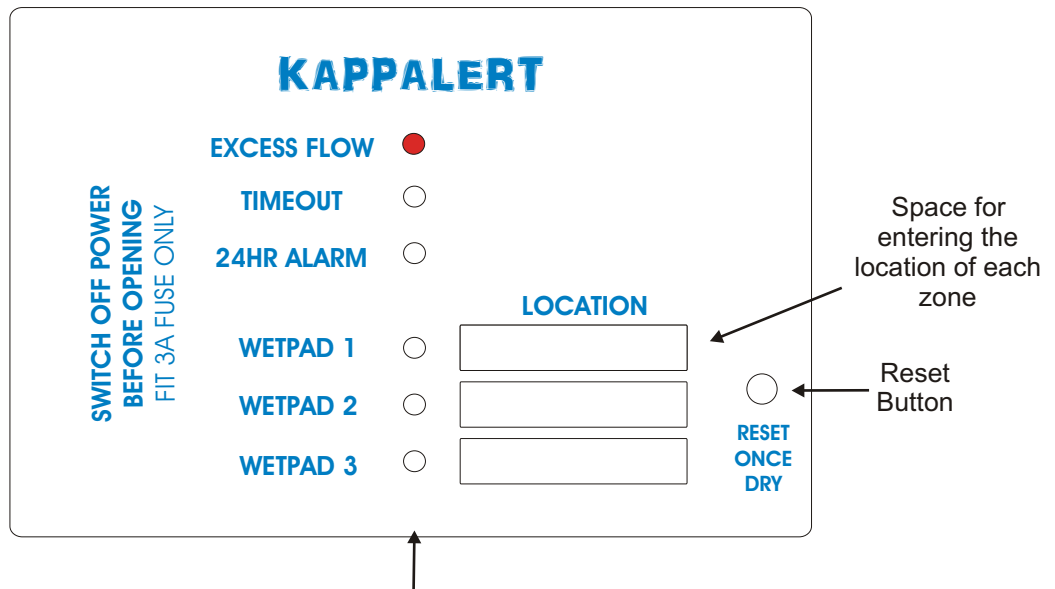 KAPPALERT
EXCESS FLOW
TIMEOUT
24HR ALARM
SWITCH OFF POWER
BEFORE OPENING
FIT 3A FUSE ONLY
LOCATION
WETPAD 1
WETPAD 2
WETPAD 3
RESET
ONCE
DRY
Space for
entering the
location of each
zone
Reset
Button